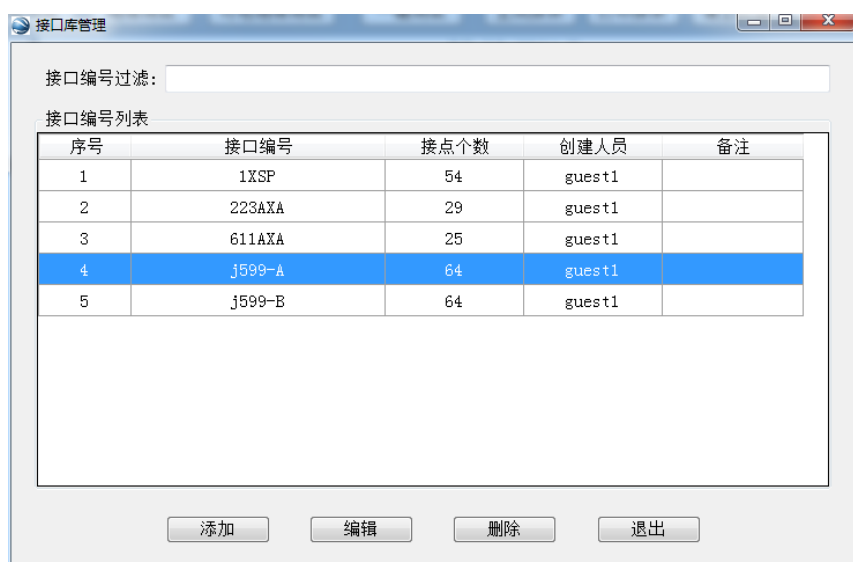 接口库管理
接口编号过滤：
接口编号列表
序号 接口编号 接点个数 创建人员 备注
1 1XSP 54 guest1
2 223AXA 29 guest1
3 611AXA 25 guest1
4 j599-A 64 guest1
5 j599-B 64 guest1
添加 编辑 删除 退出